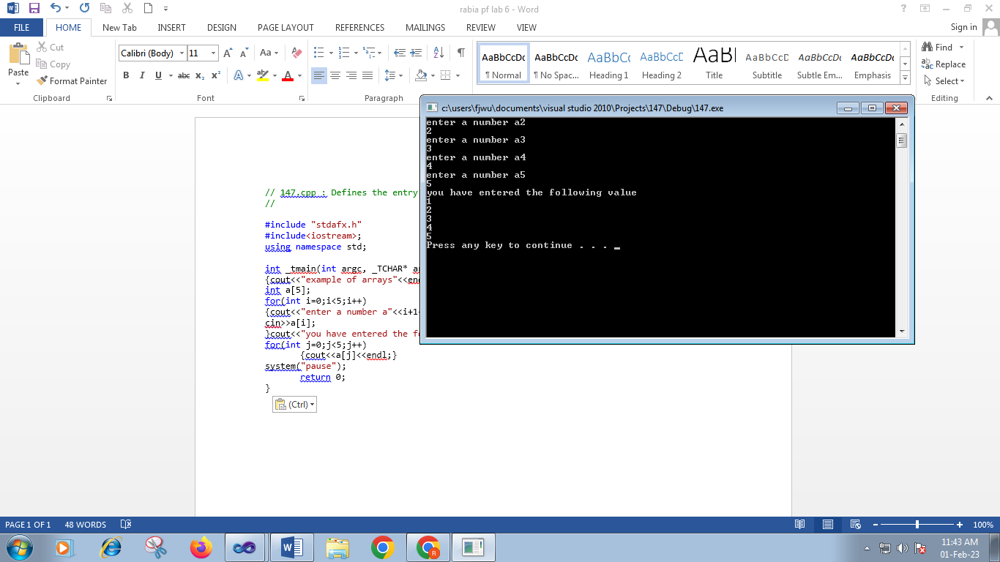 rabia pf lab 6 - Word
FILE HOME New Tab INSERT DESIGN PAGE LAYOUT REFERENCES MAILINGS REVIEW VIEW Sign in
Paste
Cut
Copy
Format Painter
Clipboard
Calibri (Body) 11
Font
Paragraph
AaBbCcDc AaBbCcDc AaBbCc AaBbCcD AaBl AaBbCcD AaBbCcDc AaBbCcDc
¶ Normal ¶ No Spac... Heading 1 Heading 2 Title Subtitle Subtle Em... Emphasis
Find
Replace
Select
Editing
// 147.cpp : Defines the entry
//
#include "stdafx.h"
#include<iostream>;
using namespace std;
int _tmain(int argc, _TCHAR*
{cout<<"example of arrays"<<
int a[5];
for(int i=0;i<5;i++)
{cout<<"enter a number a"<<i+1
cin>>a[i];
}cout<<"you have entered the
for(int j=0;j<5;j++)
{cout<<a[j]<<endl;}
system("pause");
return 0;
}
(Ctrl)
c:\users\fjwu\documents\visual studio 2010\Projects\147\Debug\147.exe
enter a number a2
2
enter a number a3
3
enter a number a4
4
enter a number a5
5
you have entered the following value
1
2
3
4
5
Press any key to continue . . .
PAGE 1 OF 1 48 WORDS 100%
11:43 AM
01-Feb-23